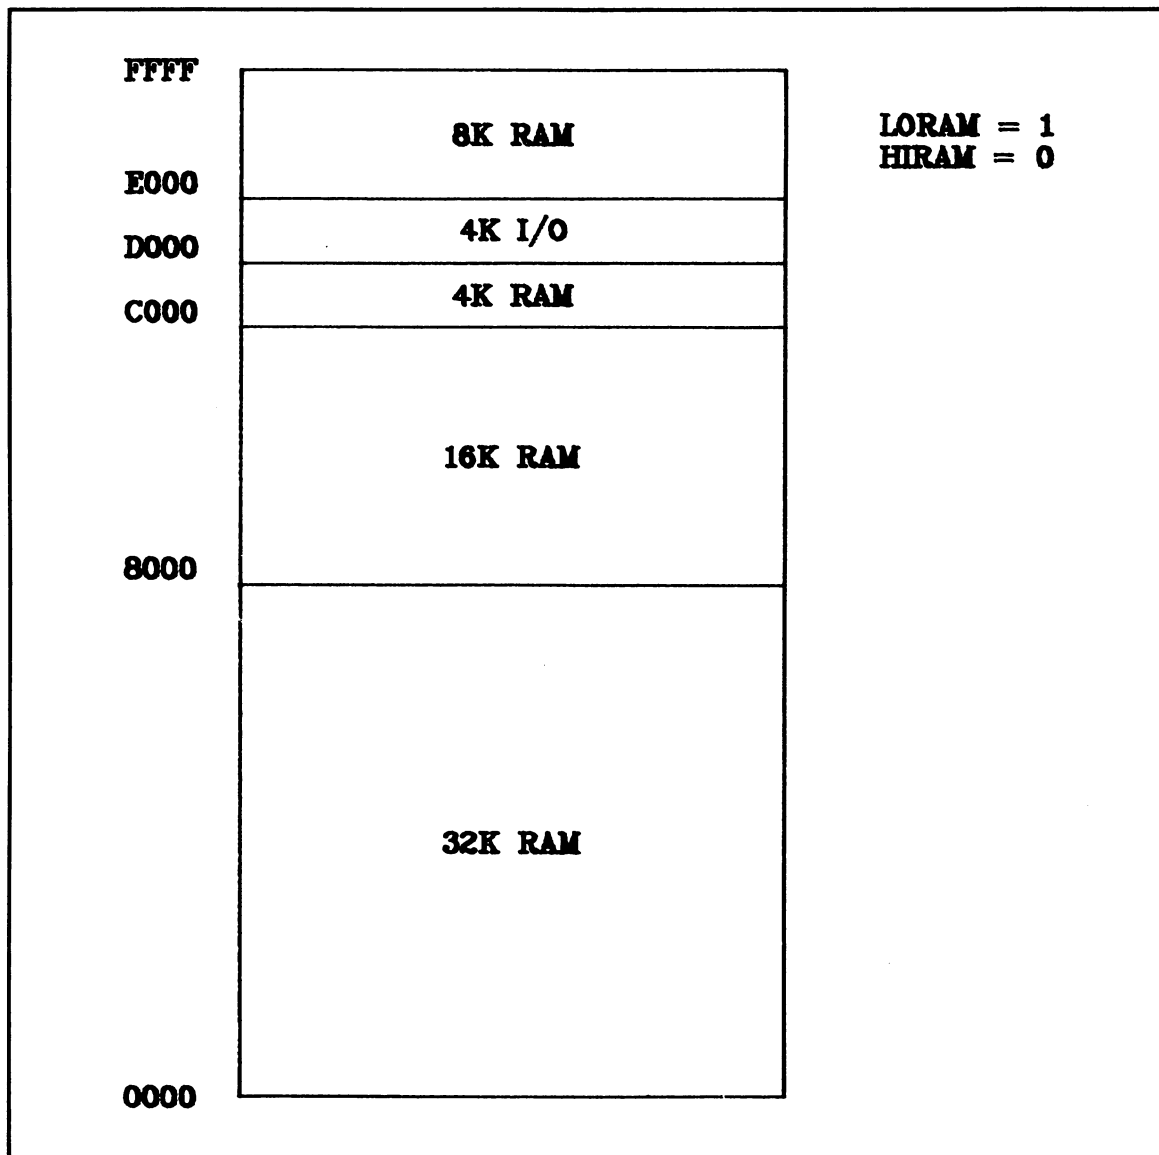 FFFF
8K RAM
LORAM = 1
HIRAM = 0
E000
4K I/O
D000
4K RAM
C000
16K RAM
8000
32K RAM
0000